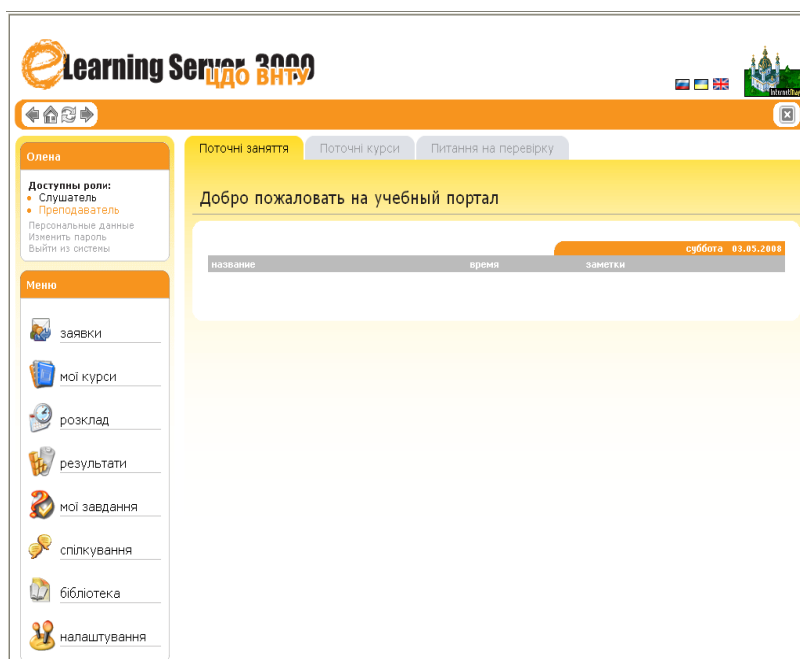 eLearning Server 3000
ЦДО ВНТУ
Олена
Доступны роли:
Слушатель
Преподаватель
Персональные данные
Изменить пароль
Выйти из системы
Меню
заявки
мої курси
розклад
результати
мої завдання
спілкування
бібліотека
налаштування
Поточні заняття
Поточні курси
Питання на перевірку
Добро пожаловать на учебный портал
суббота 03.05.2008
название время заметки